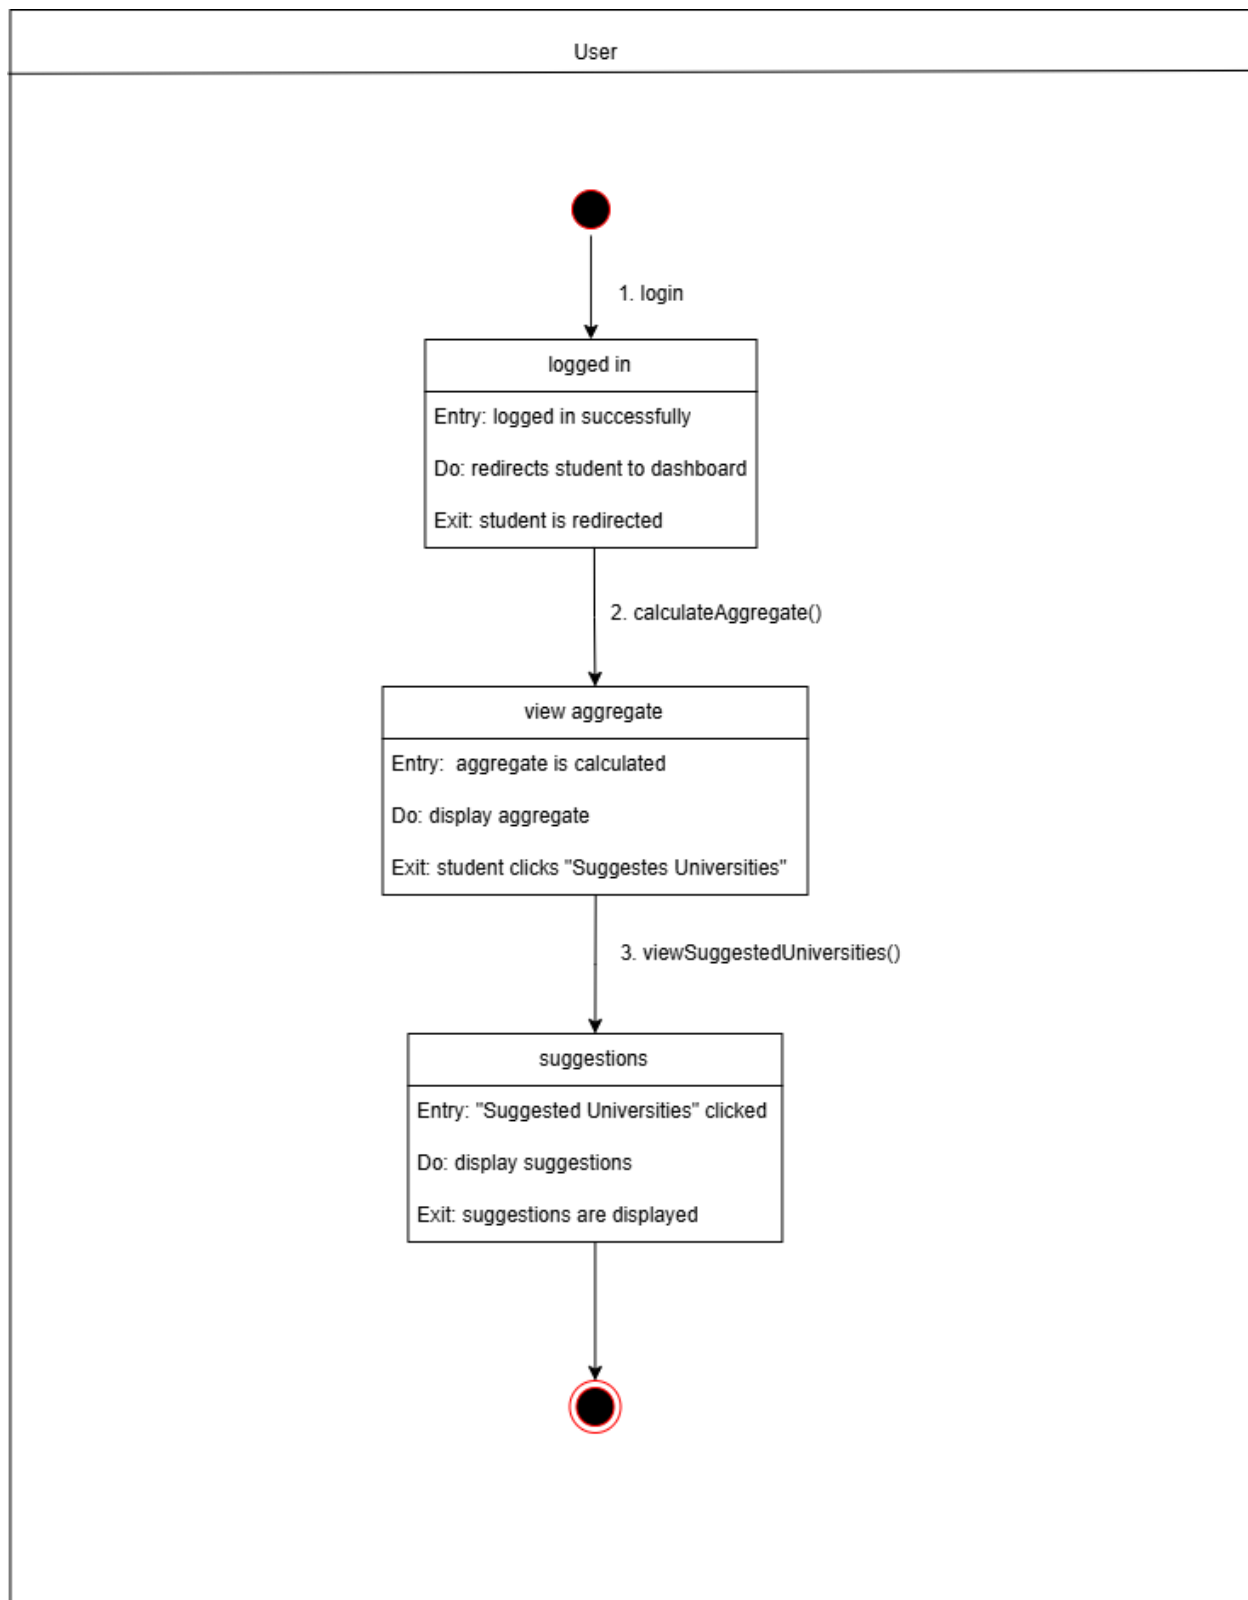 User
1. login
logged in
Entry: logged in successfully
Do: redirects student to dashboard
Exit: student is redirected
2. calculateAggregate()
view aggregate
Entry:  aggregate is calculated
Do: display aggregate
Exit: student clicks "Suggestes Universities"
3. viewSuggestedUniversities()
suggestions
Entry: "Suggested Universities" clicked
Do: display suggestions
Exit: suggestions are displayed